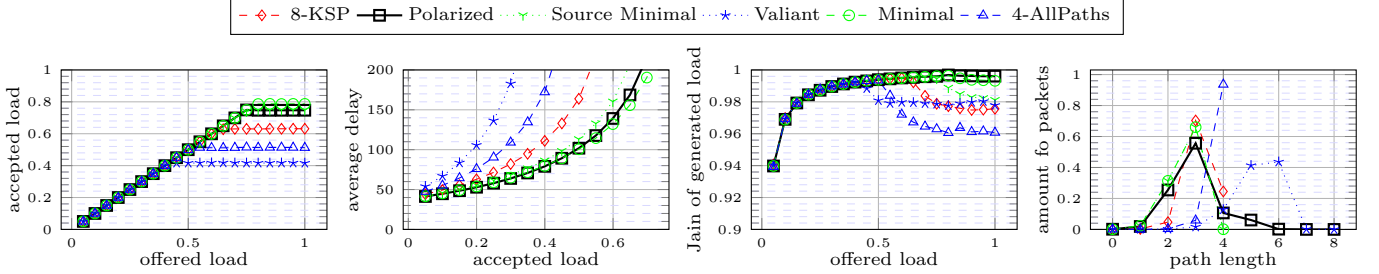 8-KSP Polarized Source Minimal Valiant Minimal 4-AllPaths
accepted load
1
0.8
0.6
0.4
0.2
0
0 0.5 1
offered load
average delay
200
150
100
50
0
0.2 0.4 0.6
accepted load
Jain of generated load
1
0.98
0.96
0.94
0.92
0.9
0 0.5 1
offered load
amount fo packets
1
0.8
0.6
0.4
0.2
0
0 2 4 6 8
path length